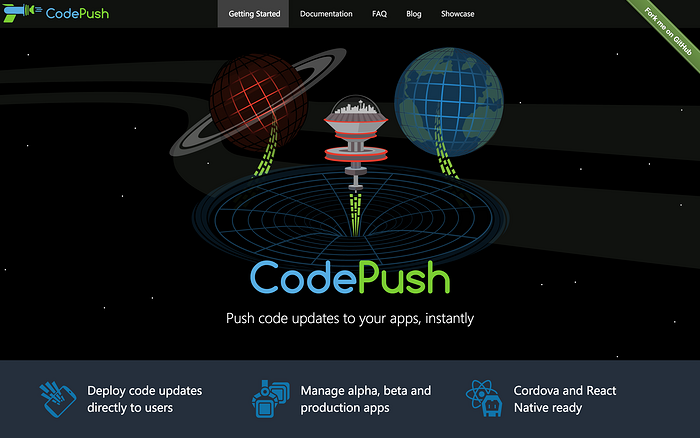 CodePush
Getting Started
Documentation
FAQ
Blog
Showcase
Fork me on GitHub
CodePush
Push code updates to your apps, instantly
Deploy code updates
directly to users
Manage alpha, beta and
production apps
Cordova and React
Native ready